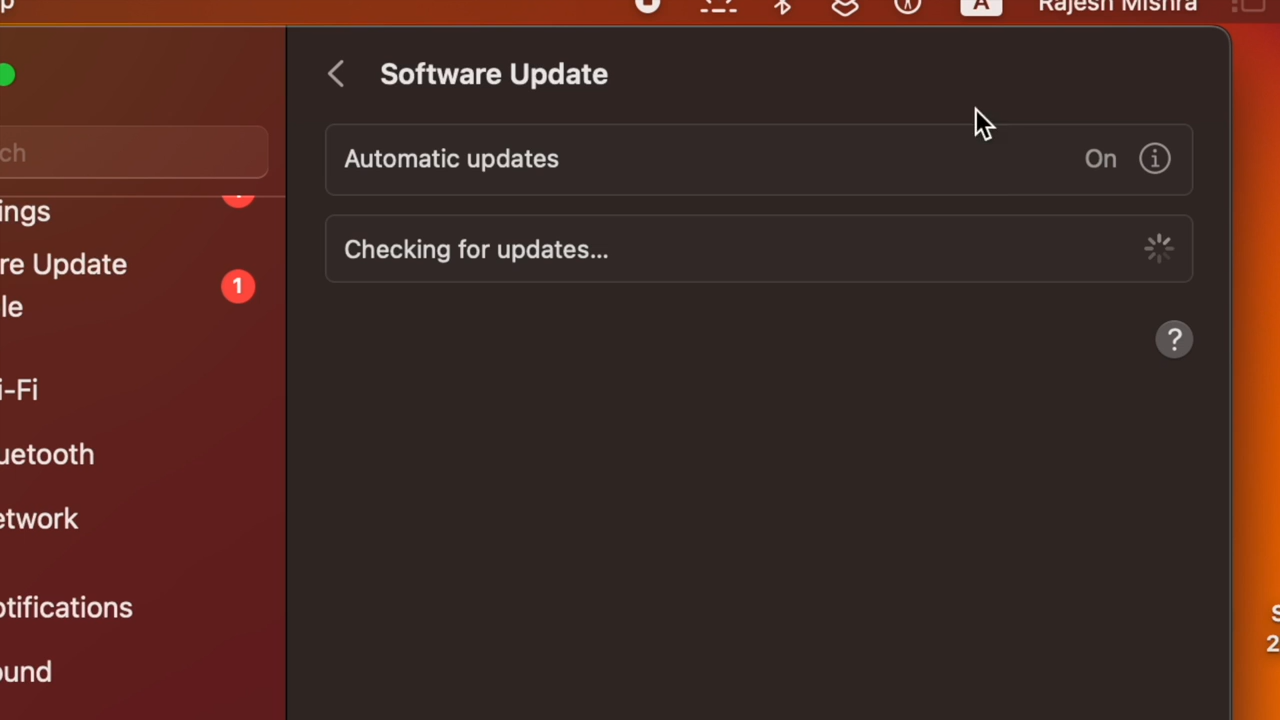 A Rajesh Mishra
Software Update
Automatic updates On
Checking for updates...
?
ch
ings
re Update
1
le
i-Fi
uetooth
etwork
otifications
ound
2